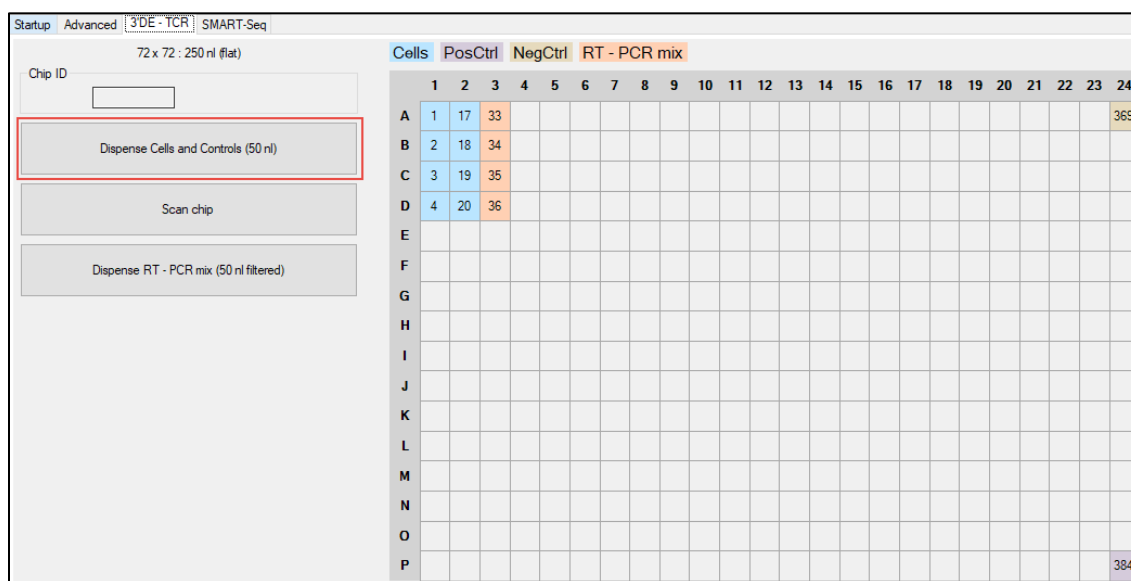 Startup Advanced 3'DE - TCR SMART-Seq
72 x 72 : 250 nl (flat)
Chip ID
Dispense Cells and Controls (50 nl)
Scan chip
Dispense RT - PCR mix (50 nl filtered)
Cells PosCtrl NegCtrl RT - PCR mix
1 2 3 4 5 6 7 8 9 10 11 12 13 14 15 16 17 18 19 20 21 22 23 24
A 1 17 33 369
B 2 18 34
C 3 19 35
D 4 20 36
E
F
G
H
I
J
K
L
M
N
O
P 384